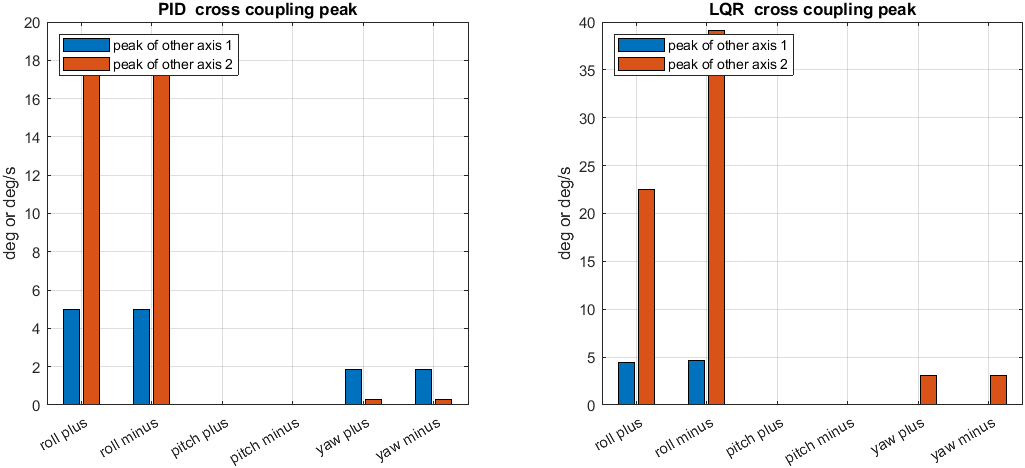 PID  cross coupling peak
peak of other axis 1
peak of other axis 2
deg or deg/s
20
18
16
14
12
10
8
6
4
2
0
roll plus
roll minus
pitch plus
pitch minus
yaw plus
yaw minus
LQR  cross coupling peak
peak of other axis 1
peak of other axis 2
deg or deg/s
40
35
30
25
20
15
10
5
0
roll plus
roll minus
pitch plus
pitch minus
yaw plus
yaw minus